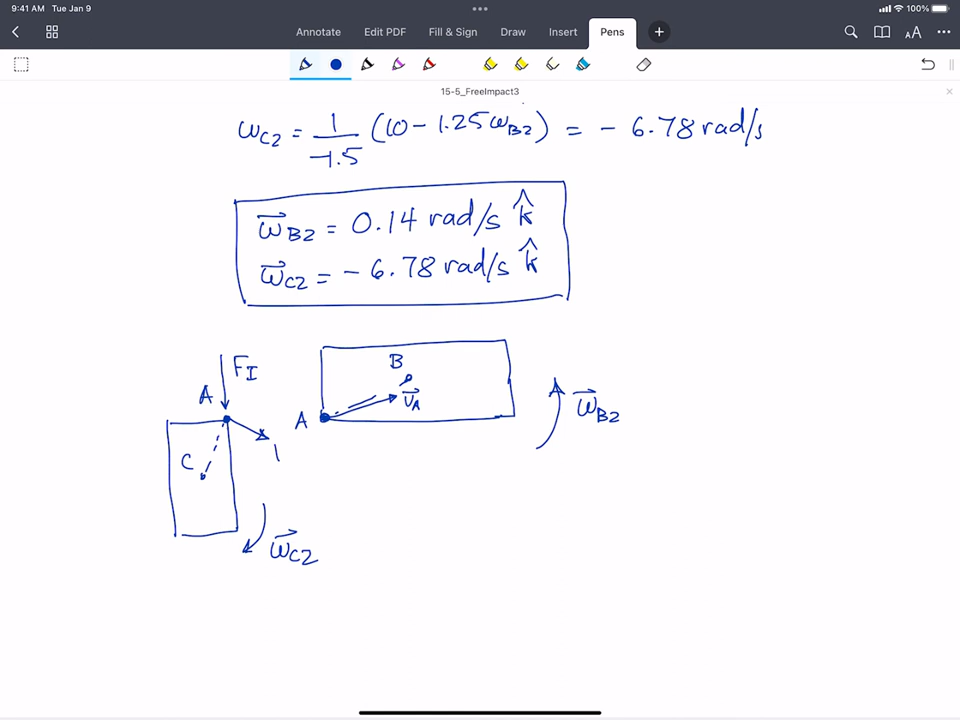 9:41 AM Tue Jan 9
100%
Annotate Edit PDF Fill & Sign Draw Insert Pens +
AA
15-5_FreeImpact3
ω_C2 = 1/-1.5 (10 - 1.25ω_B2) = - 6.78 rad/s
ω⃗_B2 = 0.14 rad/s k̂
ω⃗_C2 = - 6.78 rad/s k̂
F_I
A
B
v⃗_A
A
ω⃗_B2
C
ω⃗_C2